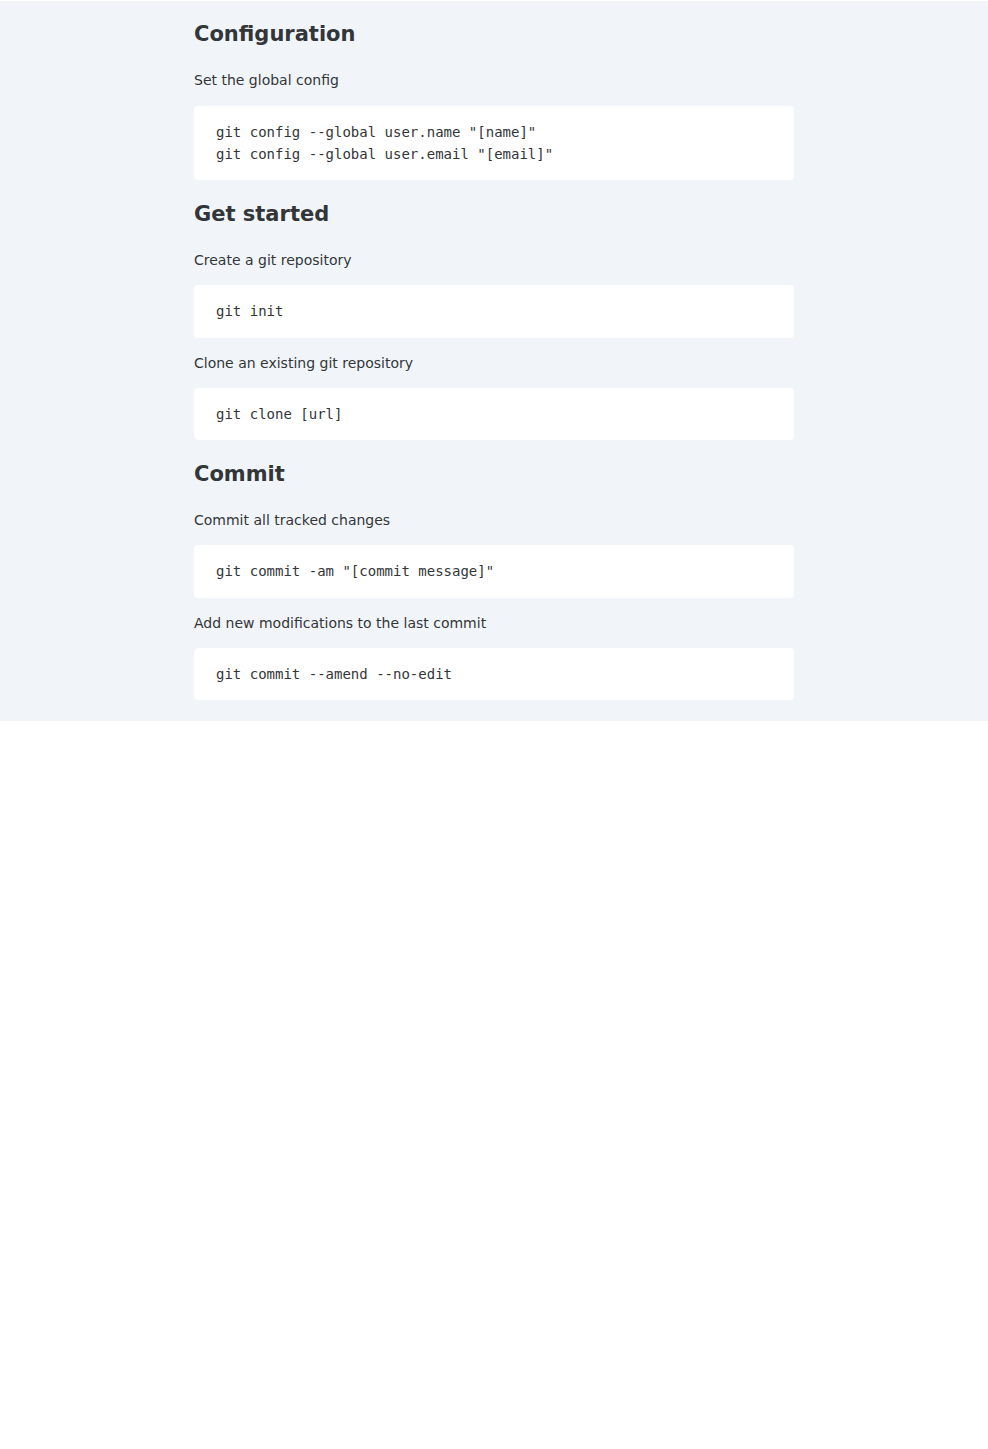 Configuration
Set the global config
git config --global user.name "[name]"
git config --global user.email "[email]"
Get started
Create a git repository
git init
Clone an existing git repository
git clone [url]
Commit
Commit all tracked changes
git commit -am "[commit message]"
Add new modifications to the last commit
git commit --amend --no-edit